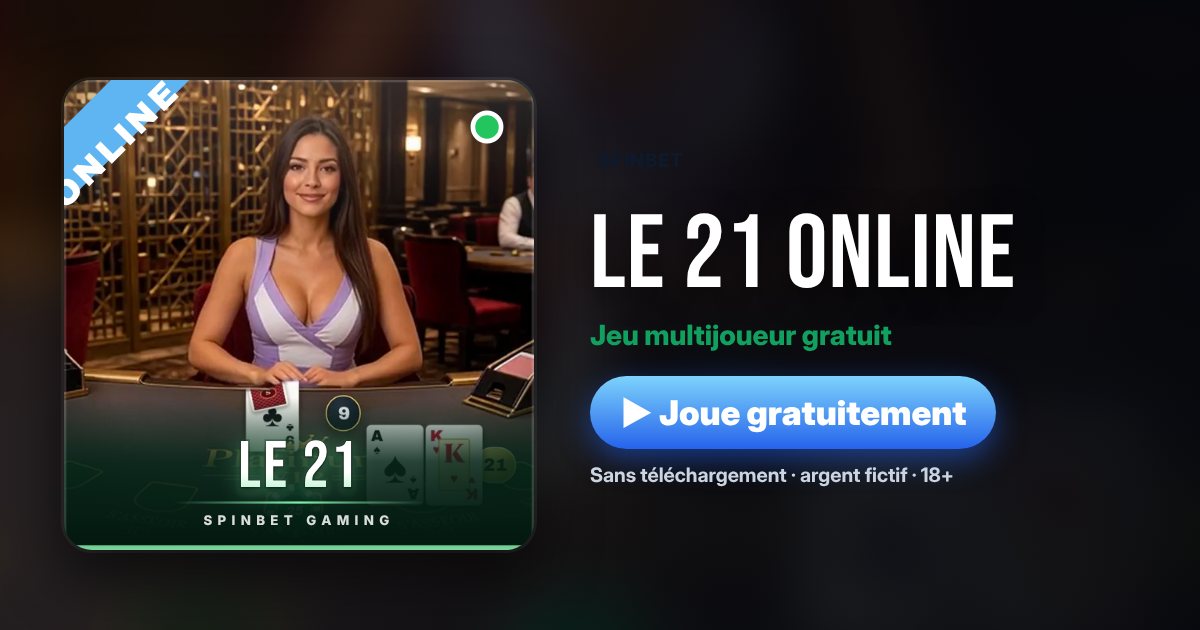 ONLINE
SPINBET
LE 21 ONLINE
Jeu multijoueur gratuit
▶ Joue gratuitement
Sans téléchargement · argent fictif · 18+
9
A
K
K
21
LE 21
SPINBET GAMING